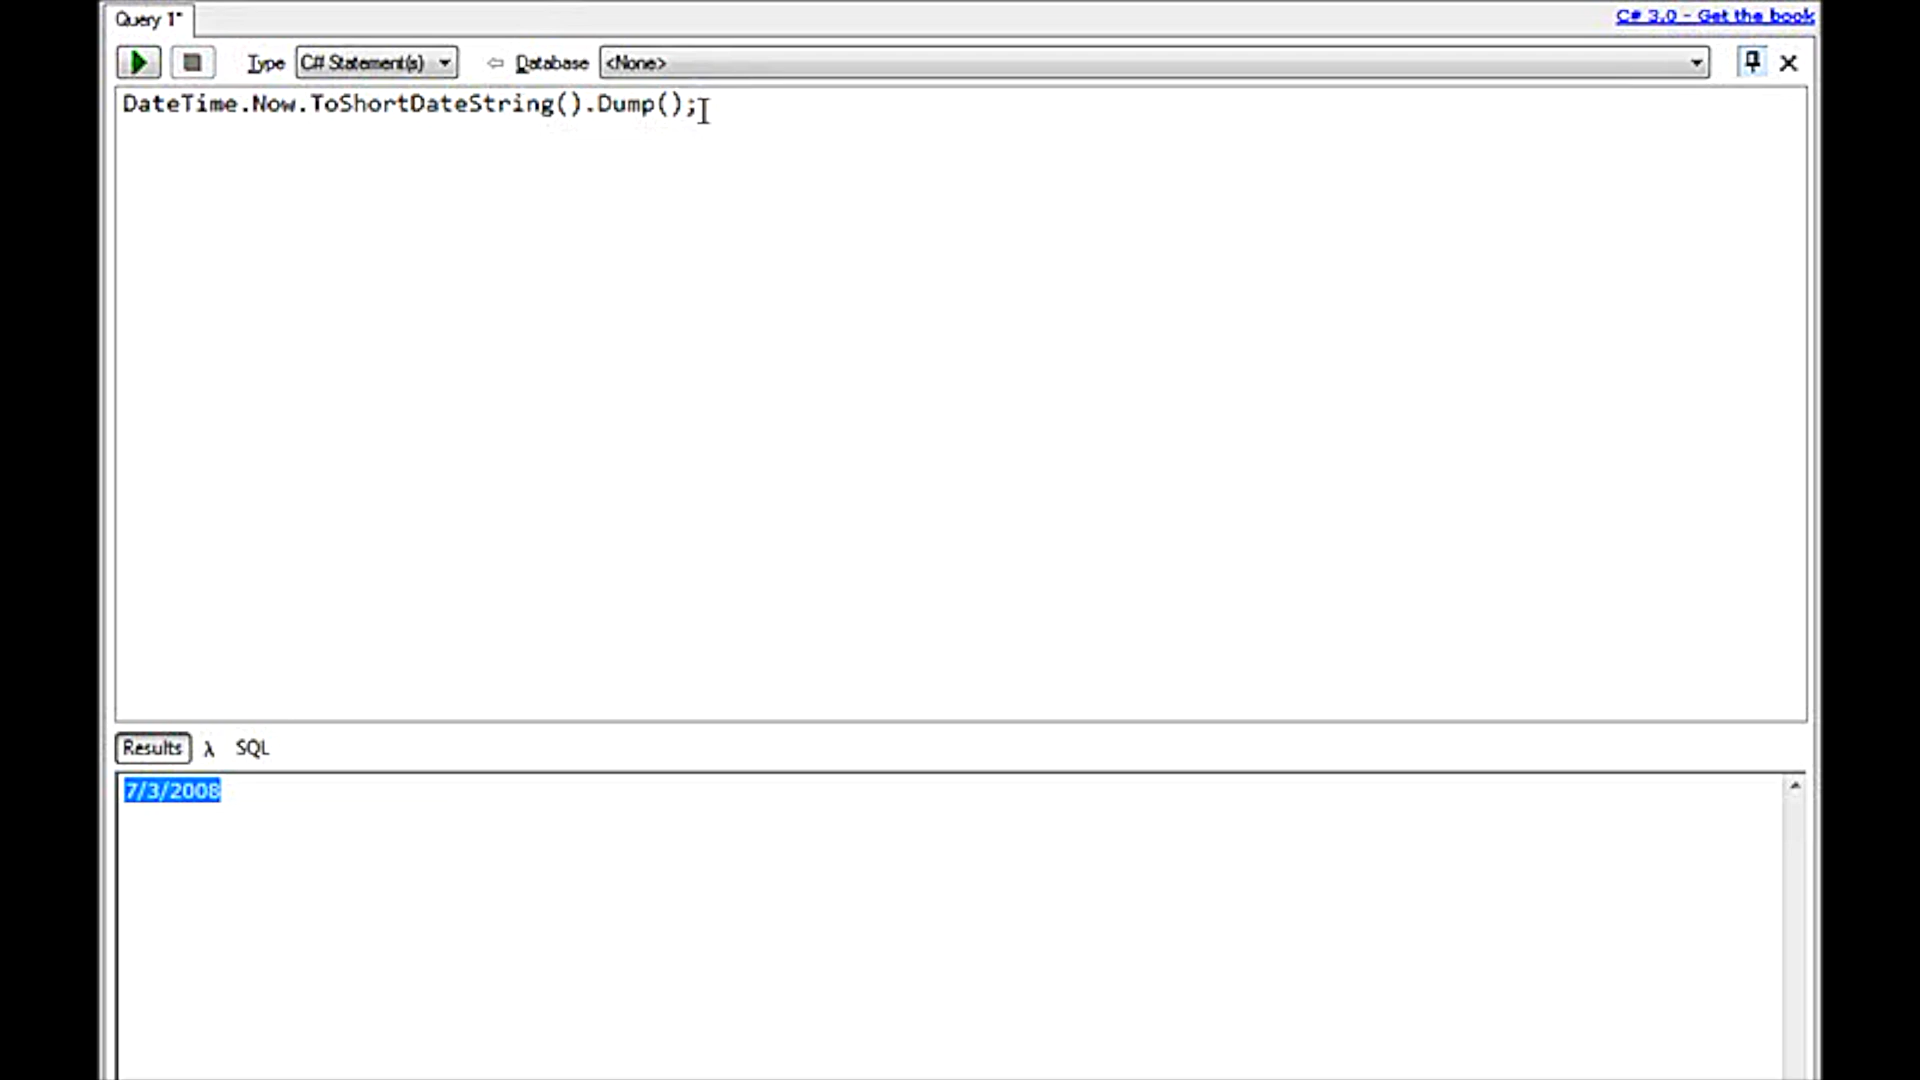 Query 1*
C# 3.0 - Get the book
Type C# Statement(s) Database <None>
DateTime.Now.ToShortDateString().Dump();
Results λ SQL
7/3/2008